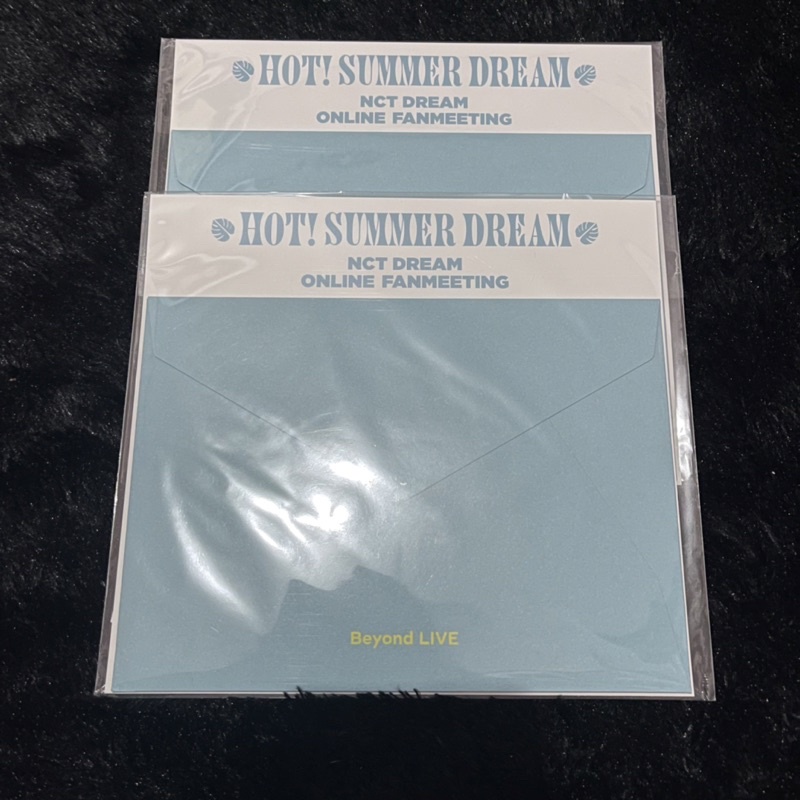 HOT! SUMMER DREAM
NCT DREAM
ONLINE FANMEETING
HOT! SUMMER DREAM
NCT DREAM
ONLINE FANMEETING
Beyond LIVE